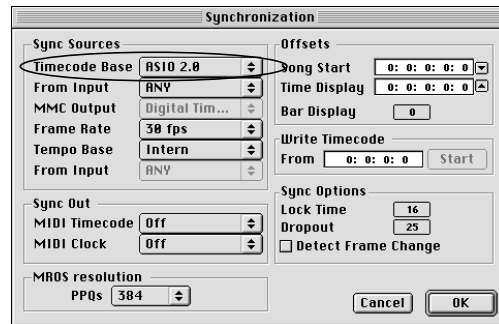 Synchronization
Sync Sources
Timecode Base ASIO 2.0
From Input ANY
MMC Output Digital Tim...
Frame Rate 30 fps
Tempo Base Intern
From Input ANY
Sync Out
MIDI Timecode Off
MIDI Clock Off
MROS resolution
PPQs 384
Offsets
Song Start 0: 0: 0: 0: 0
Time Display 0: 0: 0: 0: 0
Bar Display 0
Write Timecode
From 0: 0: 0: 0 Start
Sync Options
Lock Time 16
Dropout 25
Detect Frame Change
Cancel OK